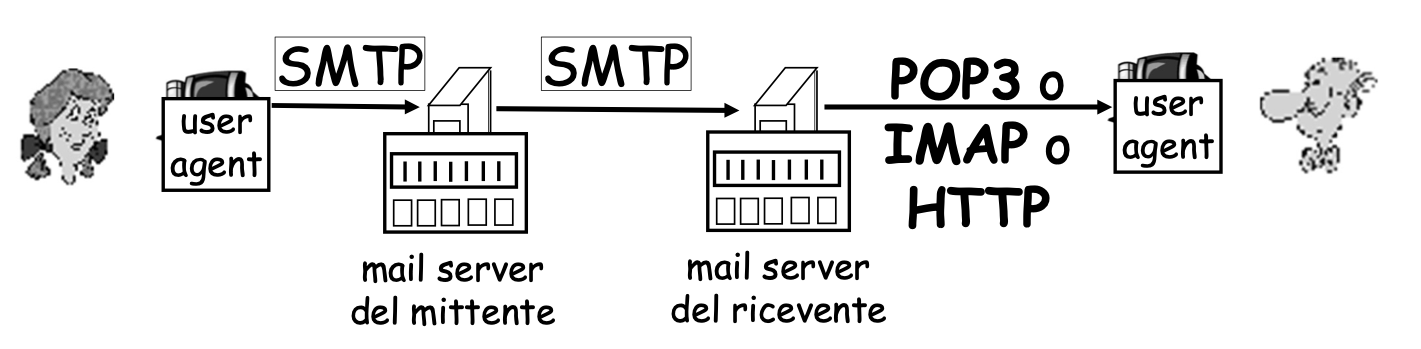 SMTP
SMTP
POP3 o
IMAP o
HTTP
user
agent
user
agent
mail server
del mittente
mail server
del ricevente